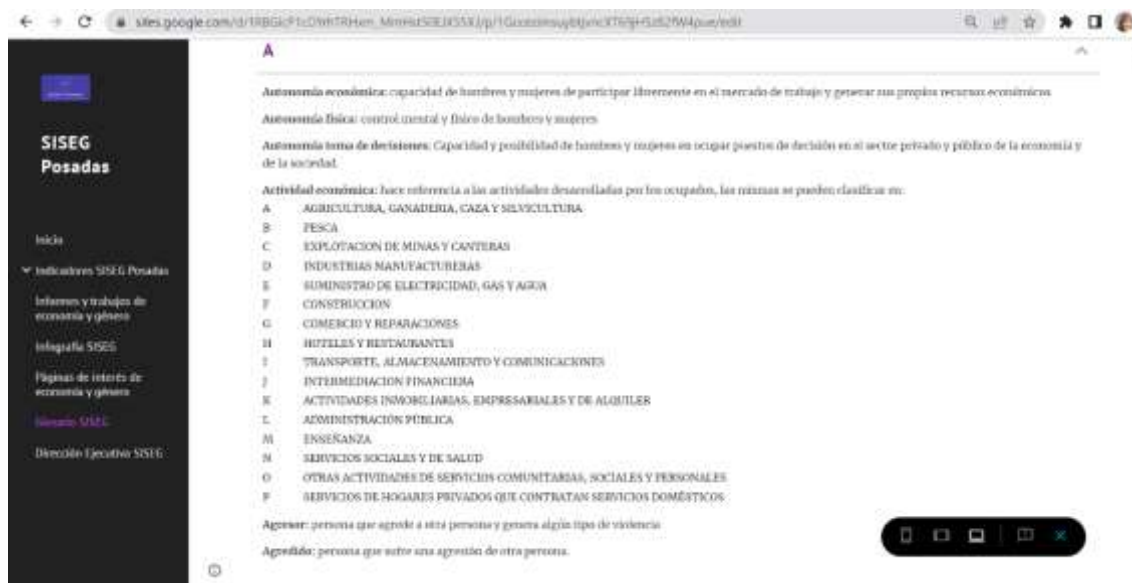 sites.google.com/d/
A
SISEG
Posadas
Inicio
Indicadores SISEG Posadas
Informes y trabajos de
economía y género
Infografía SISEG
Páginas de interés de
economía y género
Glosario SISEG
Dirección Ejecutiva SISEG
Autonomía económica: capacidad de hombres y mujeres de participar libremente en el mercado de trabajo y generar sus propios recursos económicos
Autonomía física: control mental y físico de hombres y mujeres
Autonomía toma de decisiones: Capacidad y posibilidad de hombres y mujeres en ocupar puestos de decisión en el sector privado y público de la economía y
de la sociedad.
Actividad económica: hace referencia a las actividades desarrolladas por los ocupados, las mismas se pueden clasificar en:
A AGRICULTURA, GANADERIA, CAZA Y SILVICULTURA
B PESCA
C EXPLOTACION DE MINAS Y CANTERAS
D INDUSTRIAS MANUFACTURERAS
E SUMINISTRO DE ELECTRICIDAD, GAS Y AGUA
F CONSTRUCCION
G COMERCIO Y REPARACIONES
H HOTELES Y RESTAURANTES
I TRANSPORTE, ALMACENAMIENTO Y COMUNICACIONES
J INTERMEDIACION FINANCIERA
K ACTIVIDADES INMOBILIARIAS, EMPRESARIALES Y DE ALQUILER
L ADMINISTRACIÓN PÚBLICA
M ENSEÑANZA
N SERVICIOS SOCIALES Y DE SALUD
O OTRAS ACTIVIDADES DE SERVICIOS COMUNITARIAS, SOCIALES Y PERSONALES
P SERVICIOS DE HOGARES PRIVADOS QUE CONTRATAN SERVICIOS DOMÉSTICOS
Agresor: persona que agrede a otra persona y genera algún tipo de violencia
Agredido: persona que sufre una agresión de otra persona.